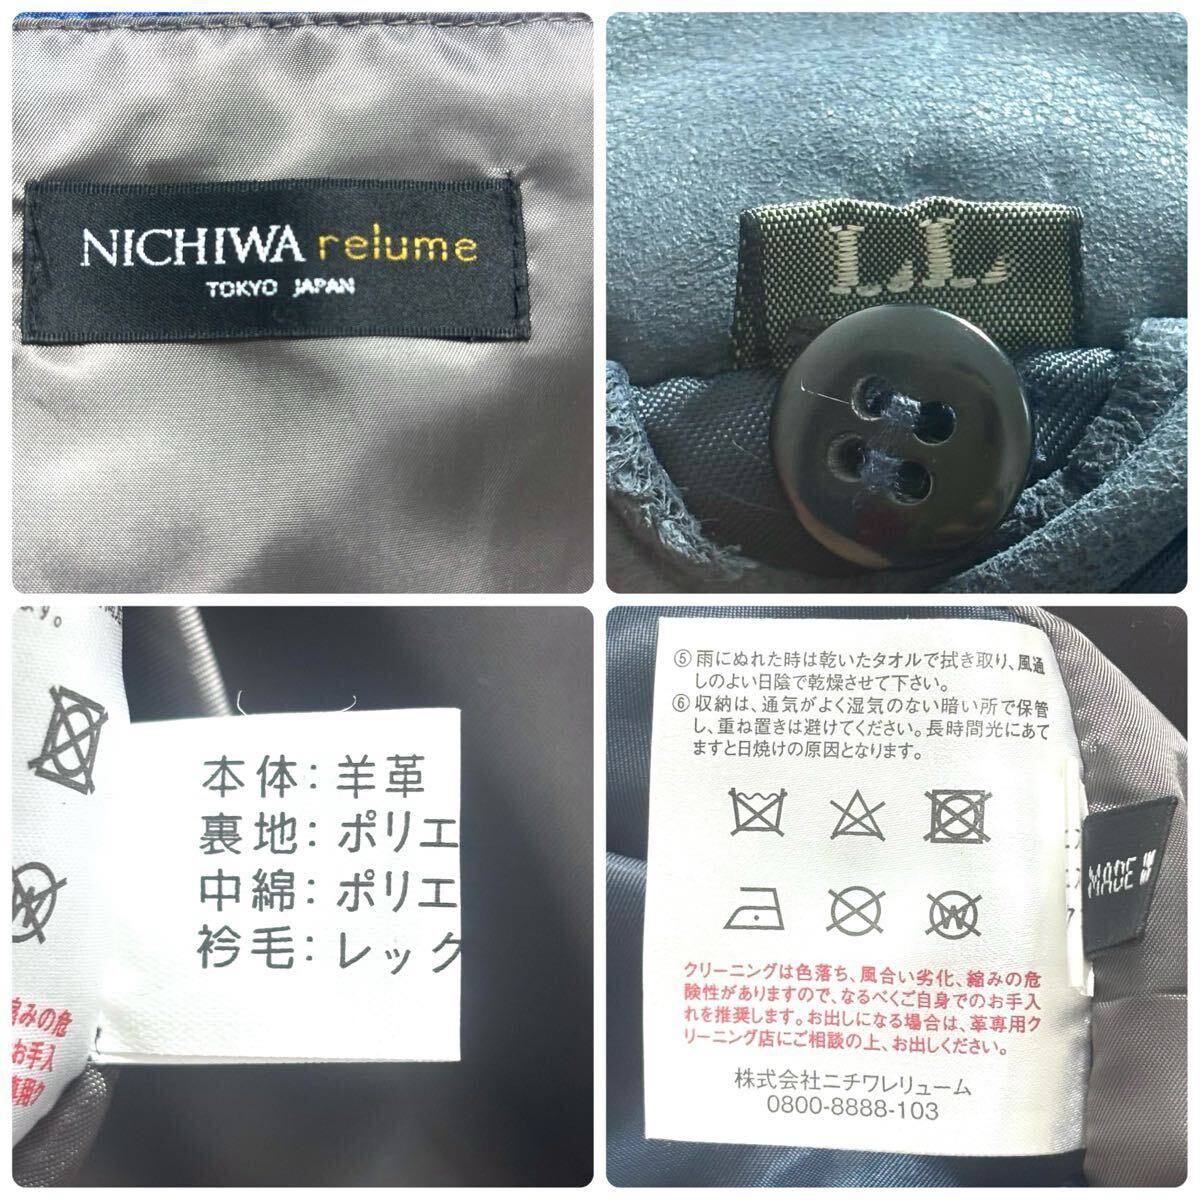 NICHIWA relume
TOKYO JAPAN
LL
本体：羊革
裏地：ポリエ
中綿：ポリエ
衿毛：レック
縮みの危
お手入
専用ク
⑤ 雨にぬれた時は乾いたタオルで拭き取り、風通
しのよい日陰で乾燥させて下さい。
⑥ 収納は、通気がよく湿気のない暗い所で保管
し、重ね置きは避けてください。長時間光にあて
ますと日焼けの原因となります。
W
クリーニングは色落ち、風合い劣化、縮みの危
険性がありますので、なるべくご自身でのお手入
れを推奨します。お出しになる場合は、革専用ク
リーニング店にご相談の上、お出しください。
株式会社ニチワリューム
0800-8888-103
MADE